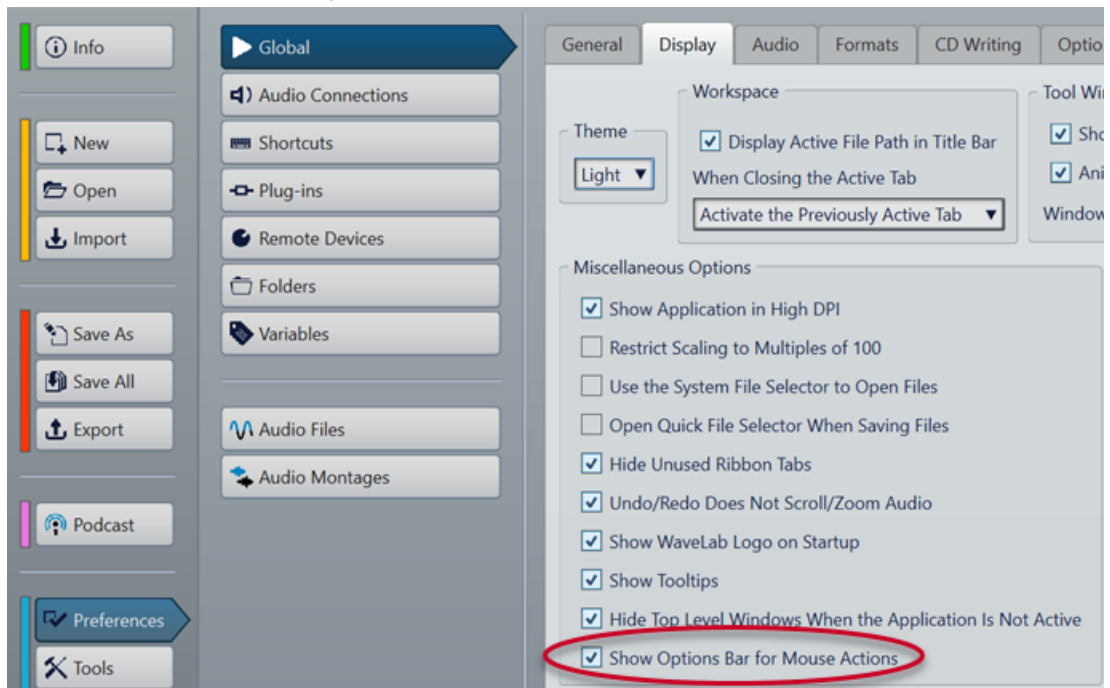 Info
New
Open
Import
Save As
Save All
Export
Podcast
Preferences
Tools
Global
Audio Connections
Shortcuts
Plug-ins
Remote Devices
Folders
Variables
Audio Files
Audio Montages
General Display Audio Formats CD Writing Optio
Theme
Light
Workspace
Display Active File Path in Title Bar
When Closing the Active Tab
Activate the Previously Active Tab
Tool Wi
Sho
Ani
Window
Miscellaneous Options
Show Application in High DPI
Restrict Scaling to Multiples of 100
Use the System File Selector to Open Files
Open Quick File Selector When Saving Files
Hide Unused Ribbon Tabs
Undo/Redo Does Not Scroll/Zoom Audio
Show WaveLab Logo on Startup
Show Tooltips
Hide Top Level Windows When the Application Is Not Active
Show Options Bar for Mouse Actions